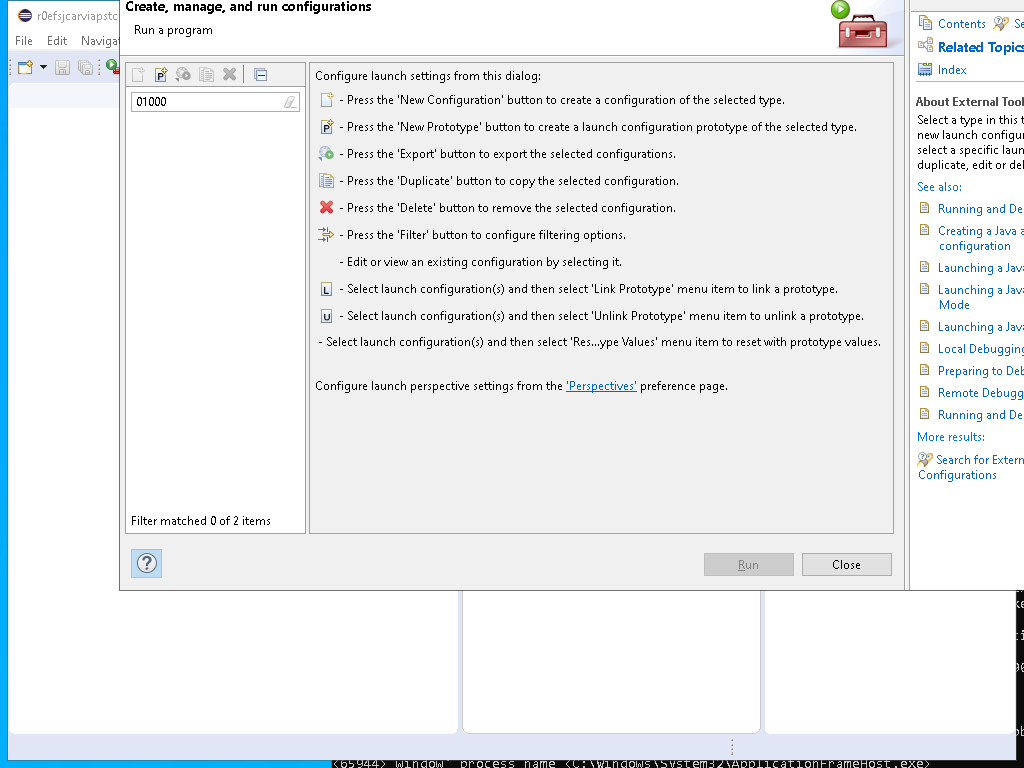 Create, manage, and run configurations
Run a program
r0efsjcarviapstc
File Edit Naviga
01000
Filter matched 0 of 2 items
Configure launch settings from this dialog:
- Press the 'New Configuration' button to create a configuration of the selected type.
- Press the 'New Prototype' button to create a launch configuration prototype of the selected type.
- Press the 'Export' button to export the selected configurations.
- Press the 'Duplicate' button to copy the selected configuration.
- Press the 'Delete' button to remove the selected configuration.
- Press the 'Filter' button to configure filtering options.
- Edit or view an existing configuration by selecting it.
- Select launch configuration(s) and then select 'Link Prototype' menu item to link a prototype.
- Select launch configuration(s) and then select 'Unlink Prototype' menu item to unlink a prototype.
- Select launch configuration(s) and then select 'Res...ype Values' menu item to reset with prototype values.
Configure launch perspective settings from the 'Perspectives' preference page.
Run
Close
Contents Se
Related Topics
Index
About External Tool
Select a type in this t
new launch configur
select a specific laun
duplicate, edit or del
See also:
Running and De
Creating a Java a
configuration
Launching a Java
Launching a Java
Mode
Launching a Java
Local Debugging
Preparing to Deb
Remote Debugg
Running and De
More results:
Search for Extern
Configurations
<65944> window process name <C:\Windows\System32\ApplicationFrameHost.exe>